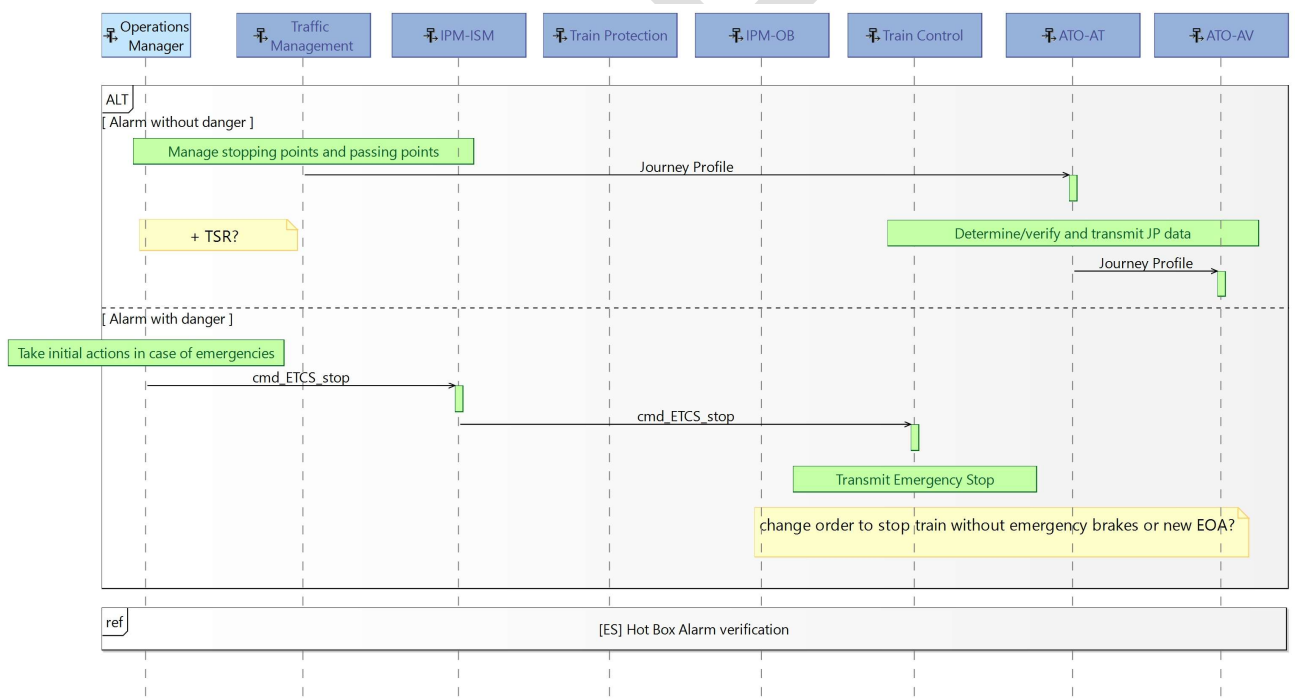 Operations
Manager
Traffic
Management
IPM-ISM
Train Protection
IPM-OB
Train Control
ATO-AT
ATO-AV
ALT
[ Alarm without danger ]
Manage stopping points and passing points
Journey Profile
+ TSR?
Determine/verify and transmit JP data
Journey Profile
[ Alarm with danger ]
Take initial actions in case of emergencies
cmd_ETCS_stop
cmd_ETCS_stop
Transmit Emergency Stop
change order to stop train without emergency brakes or new EOA?
ref
[ES] Hot Box Alarm verification